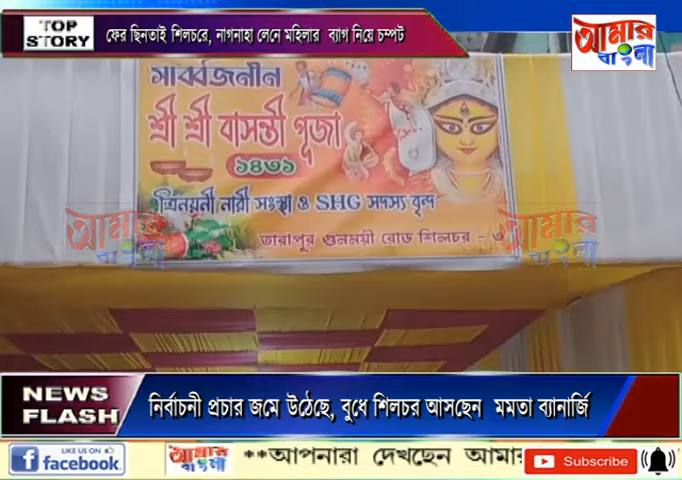 TOP STORY
ফের ছিনতাই শিলচরে, নাগনাহা লেনে মহিলার ব্যাগ নিয়ে চম্পট
আমার বাংলা
সার্ব্বজনীন
শ্রী শ্রী বাসন্তী পূজা
১৪৩১
ত্রিনয়নী নারী সংস্থা ও SHG সদস্য বৃন্দ
তারাপুর গুনময়ী রোড শিলচর - ৩
আমার বাংলা
আমার বাংলা
NEWS FLASH
নির্বাচনী প্রচার জমে উঠেছে, বুধে শিলচর আসছেন মমতা ব্যানার্জি
LIKE US ON
facebook
আমার বাংলা
**আপনারা দেখছেন আমার
Subscribe